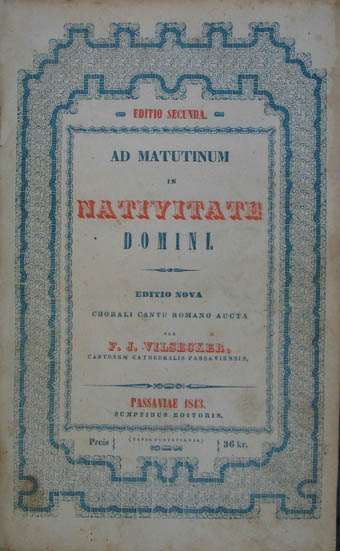 EDITIO SECUNDA.
AD MATUTINUM
IN
NATIVITATE
DOMINI.
EDITIO NOVA
CHORALI CANTU ROMANO AUCTA
PER
F. J. VILSECKER,
CANTOREM CATHEDRALIS PASSAVIENSIS,
PASSAVIAE 1843.
SUMPTIBUS EDITORIS.
Preis 36 kr.